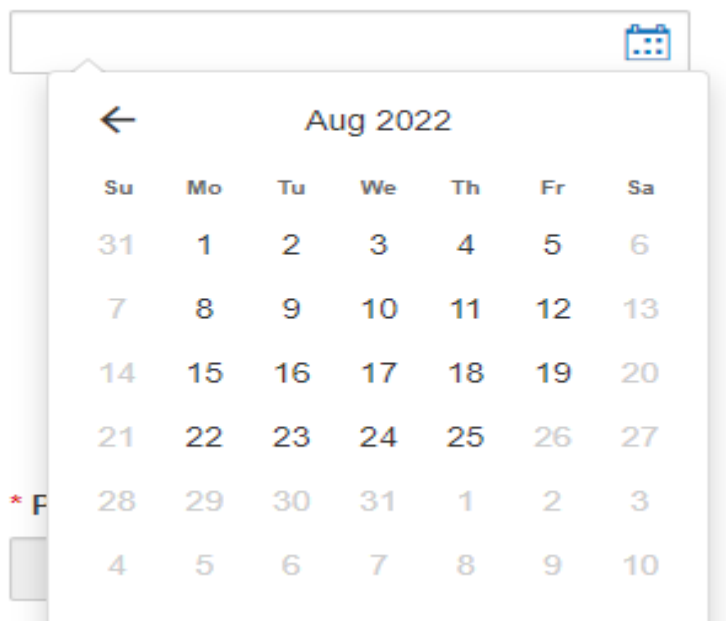 Aug 2022
Su Mo Tu We Th Fr Sa
31 1 2 3 4 5 6
7 8 9 10 11 12 13
14 15 16 17 18 19 20
21 22 23 24 25 26 27
28 29 30 31 1 2 3
* P
4 5 6 7 8 9 10